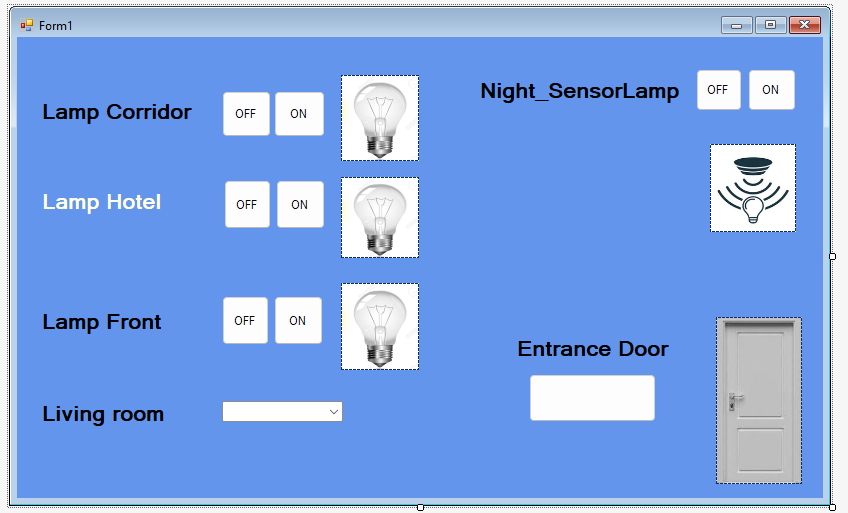 Form1
Lamp Corridor
OFF
ON
Night_SensorLamp
OFF
ON
Lamp Hotel
OFF
ON
Lamp Front
OFF
ON
Entrance Door
Living room